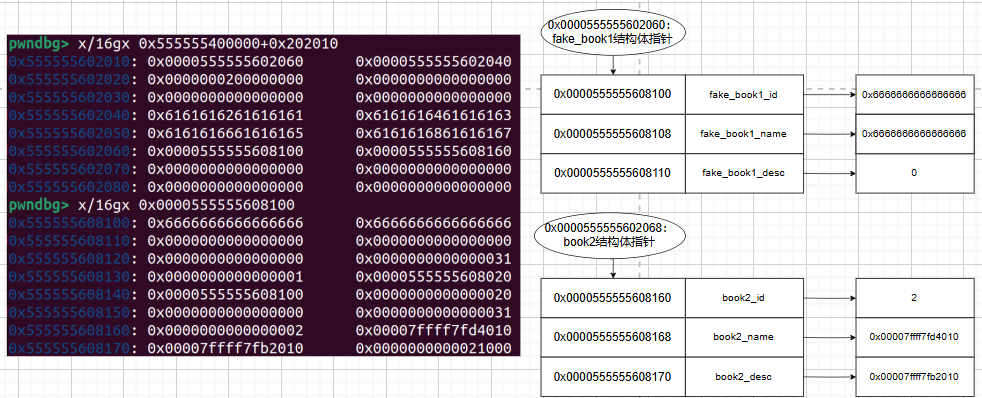 pwndbg> x/16gx 0x555555400000+0x202010
0x555555602010: 0x0000555555602060 0x0000555555602040
0x555555602020: 0x0000000200000000 0x0000000000000000
0x555555602030: 0x0000000000000000 0x0000000000000000
0x555555602040: 0x6161616261616161 0x6161616461616163
0x555555602050: 0x6161616661616165 0x6161616861616167
0x555555602060: 0x0000555555608100 0x0000555555608160
0x555555602070: 0x0000000000000000 0x0000000000000000
0x555555602080: 0x0000000000000000 0x0000000000000000
pwndbg> x/16gx 0x0000555555608100
0x555555608100: 0x6666666666666666 0x6666666666666666
0x555555608110: 0x0000000000000000 0x0000000000000000
0x555555608120: 0x0000000000000000 0x0000000000000031
0x555555608130: 0x0000000000000001 0x0000555555608020
0x555555608140: 0x0000555555608100 0x0000000000000020
0x555555608150: 0x0000000000000000 0x0000000000000031
0x555555608160: 0x0000000000000002 0x00007ffff7fd4010
0x555555608170: 0x00007ffff7fb2010 0x0000000000021000
0x0000555555602060:
fake_book1结构体指针
0x0000555555608100 fake_book1_id 0x6666666666666666
0x0000555555608108 fake_book1_name 0x6666666666666666
0x0000555555608110 fake_book1_desc 0
0x0000555555602068:
book2结构体指针
0x0000555555608160 book2_id 2
0x0000555555608168 book2_name 0x00007ffff7fd4010
0x0000555555608170 book2_desc 0x00007ffff7fb2010